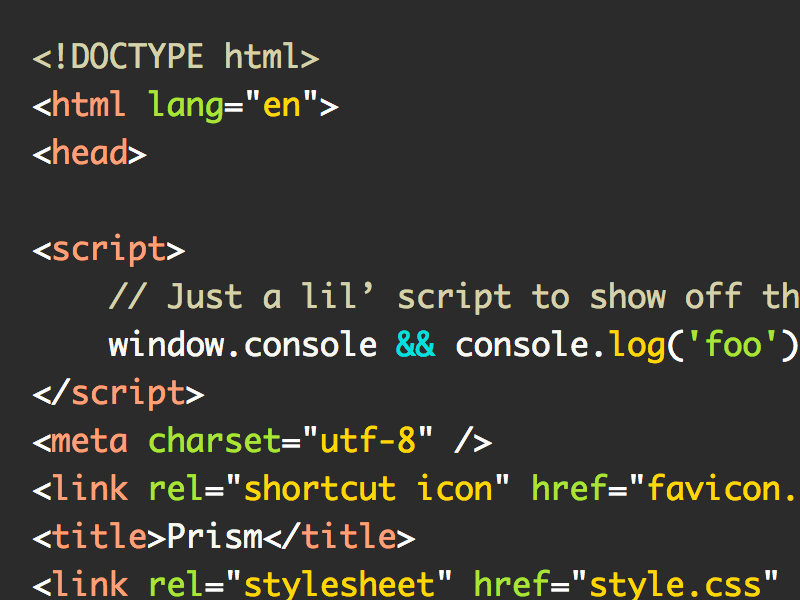 <!DOCTYPE html>
<html lang="en">
<head>
<script>
// Just a lil’ script to show off th
window.console && console.log('foo')
</script>
<meta charset="utf-8" />
<link rel="shortcut icon" href="favicon.
<title>Prism</title>
<link rel="stylesheet" href="style.css"